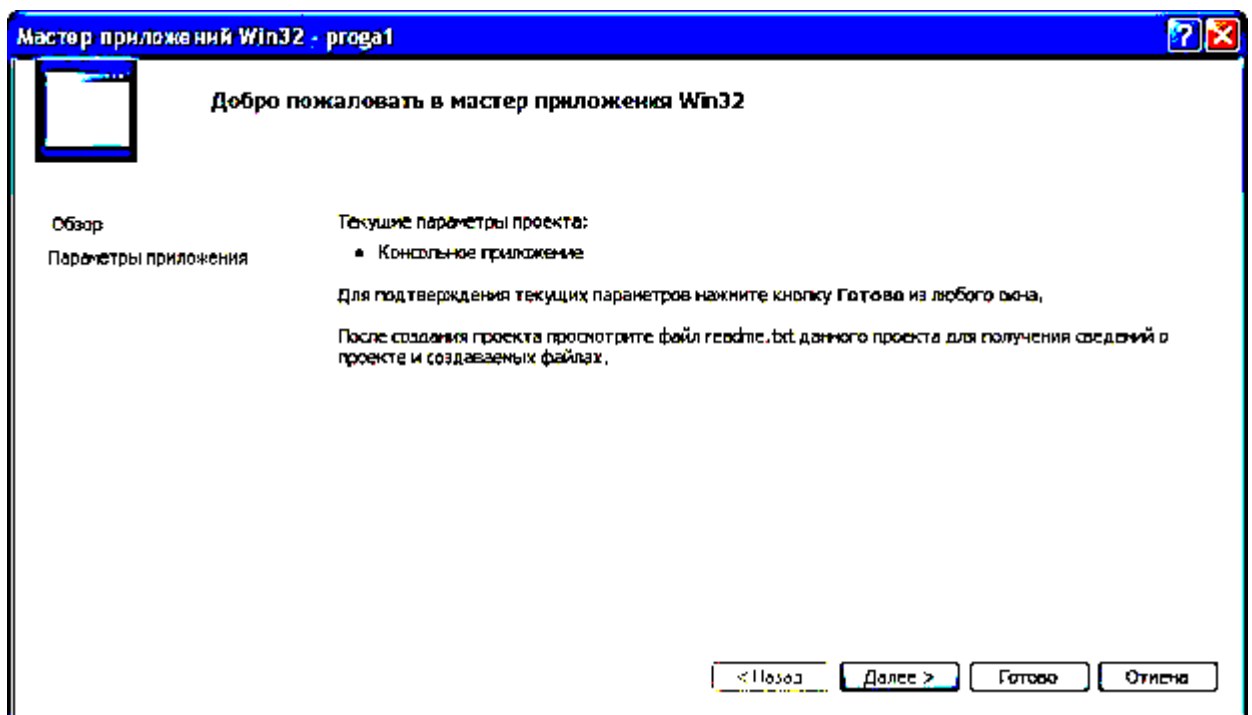 Мастер приложений Win32 - proga1
Добро пожаловать в мастер приложения Win32
Обзор
Параметры приложения
Текущие параметры проекта:
• Консольное приложение
Для подтверждения текущих параметров нажмите кнопку Готово из любого окна.
После создания проекта просмотрите файл readme.txt данного проекта для получения сведений о
проекте и создаваемых файлах.
< Назад
Далее >
Готово
Отмена